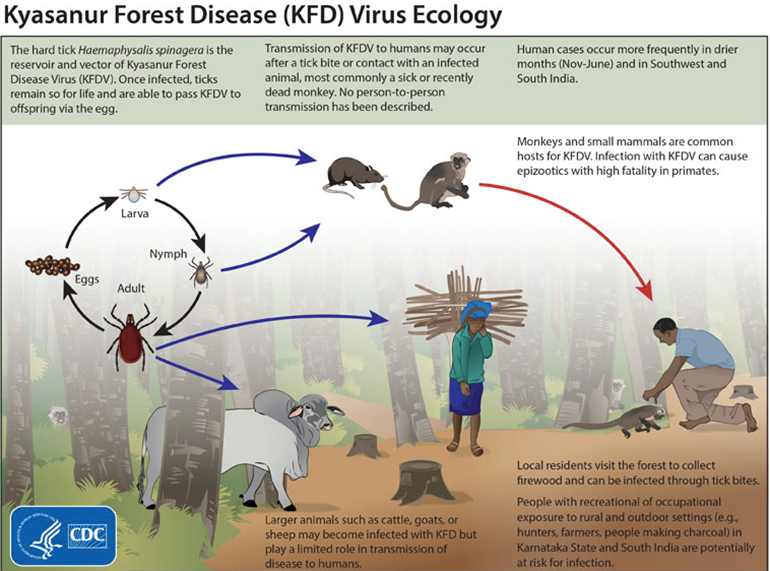 Kyasanur Forest Disease (KFD) Virus Ecology
The hard tick Haemaphysalis spinagera is the
reservoir and vector of Kyasanur Forest
Disease Virus (KFDV). Once infected, ticks
remain so for life and are able to pass KFDV to
offspring via the egg.
Transmission of KFDV to humans may occur
after a tick bite or contact with an infected
animal, most commonly a sick or recently
dead monkey. No person-to-person
transmission has been described.
Human cases occur more frequently in drier
months (Nov-June) and in Southwest and
South India.
Monkeys and small mammals are common
hosts for KFDV. Infection with KFDV can cause
epizootics with high fatality in primates.
Larva
Nymph
Eggs
Adult
Local residents visit the forest to collect
firewood and can be infected through tick bites.
People with recreational of occupational
exposure to rural and outdoor settings (e.g.,
hunters, farmers, people making charcoal) in
Karnataka State and South India are potentially
at risk for infection.
Larger animals such as cattle, goats, or
sheep may become infected with KFD but
play a limited role in transmission of
disease to humans.
CDC